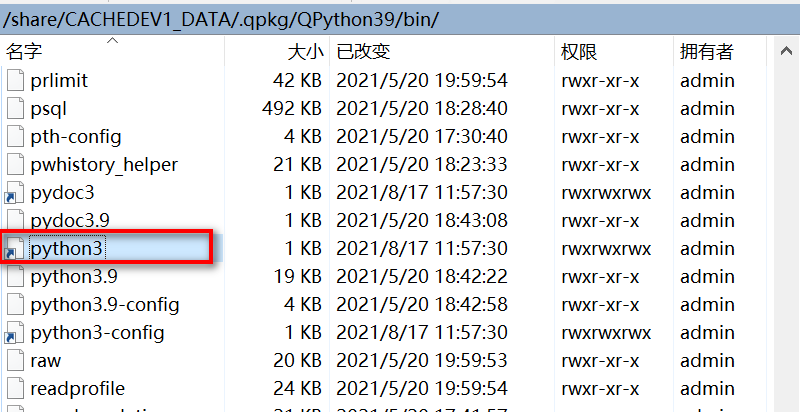 /share/CACHEDEV1_DATA/.qpkg/QPython39/bin/
名字 大小 已改变 权限 拥有者
prlimit 42 KB 2021/5/20 19:59:54 rwxr-xr-x admin
psql 492 KB 2021/5/20 18:28:40 rwxr-xr-x admin
pth-config 4 KB 2021/5/20 17:30:40 rwxr-xr-x admin
pwhistory_helper 21 KB 2021/5/20 18:23:33 rwxr-xr-x admin
pydoc3 1 KB 2021/8/17 11:57:30 rwxrwxrwx admin
pydoc3.9 1 KB 2021/5/20 18:43:08 rwxr-xr-x admin
python3 1 KB 2021/8/17 11:57:30 rwxrwxrwx admin
python3.9 19 KB 2021/5/20 18:42:22 rwxr-xr-x admin
python3.9-config 4 KB 2021/5/20 18:42:58 rwxr-xr-x admin
python3-config 1 KB 2021/8/17 11:57:30 rwxrwxrwx admin
raw 20 KB 2021/5/20 19:59:53 rwxr-xr-x admin
readprofile 24 KB 2021/5/20 19:59:54 rwxr-xr-x admin